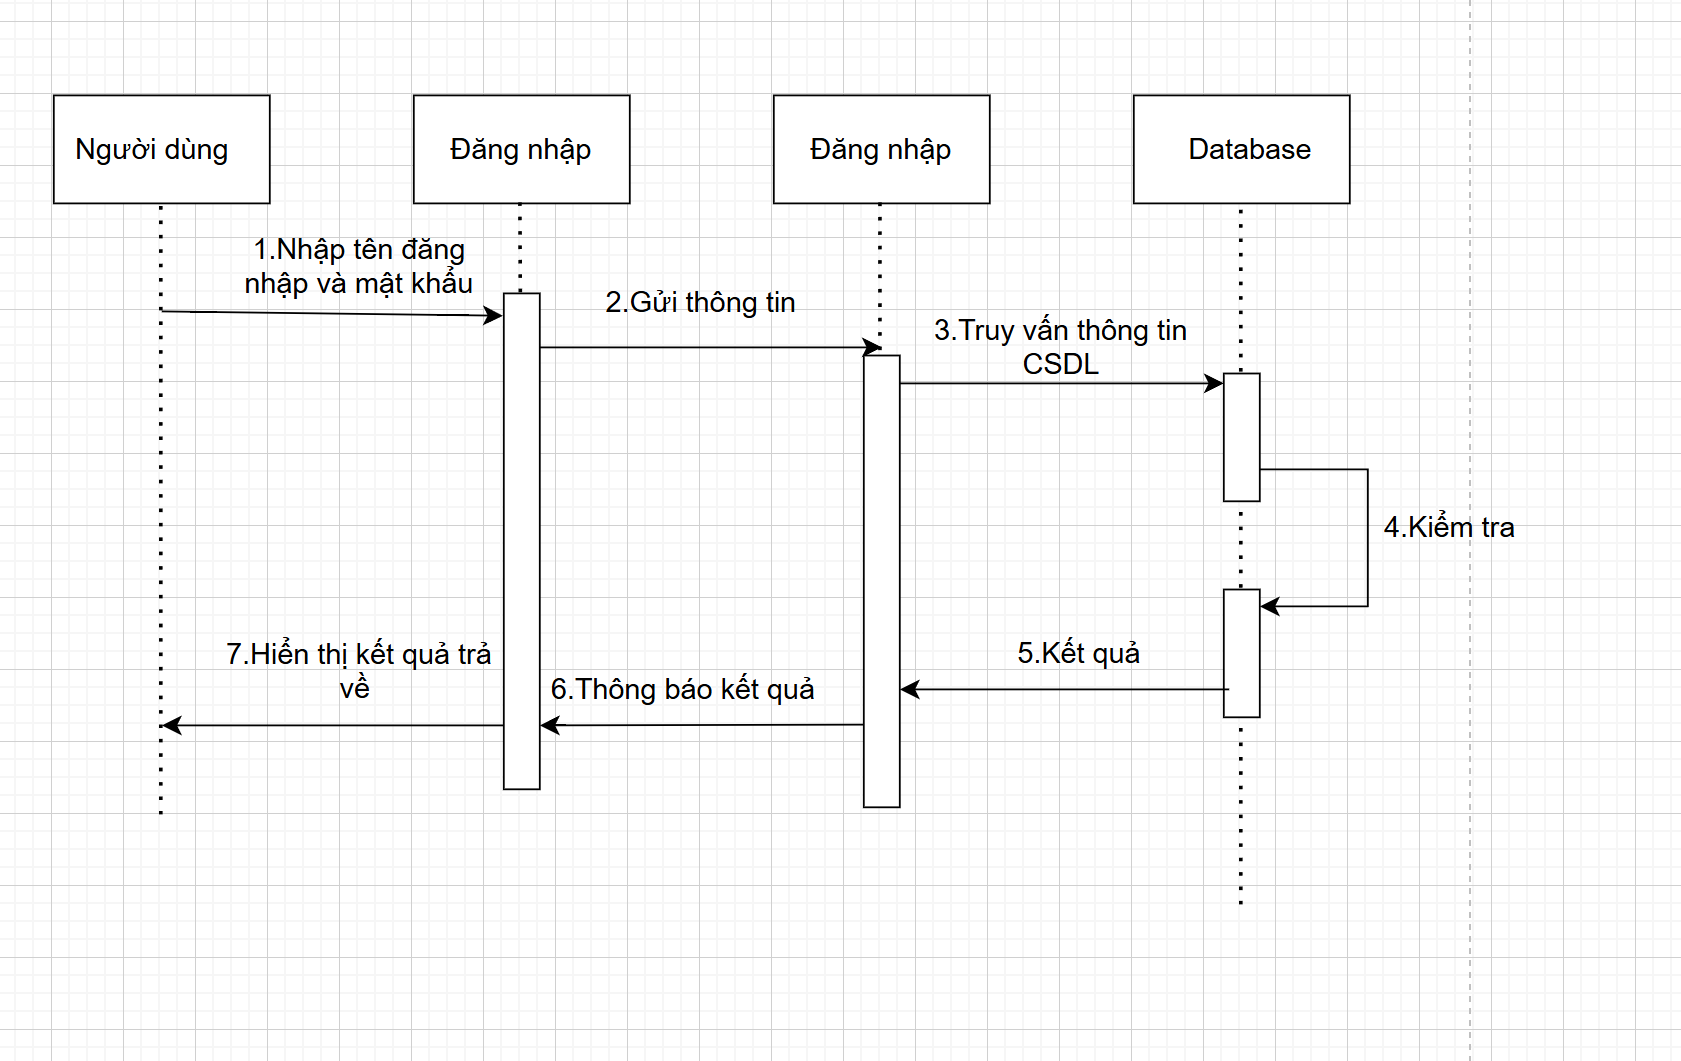 Người dùng
Đăng nhập
Đăng nhập
Database
1.Nhập tên đăng
nhập và mật khẩu
2.Gửi thông tin
3.Truy vấn thông tin
CSDL
4.Kiểm tra
5.Kết quả
6.Thông báo kết quả
7.Hiển thị kết quả trả
về